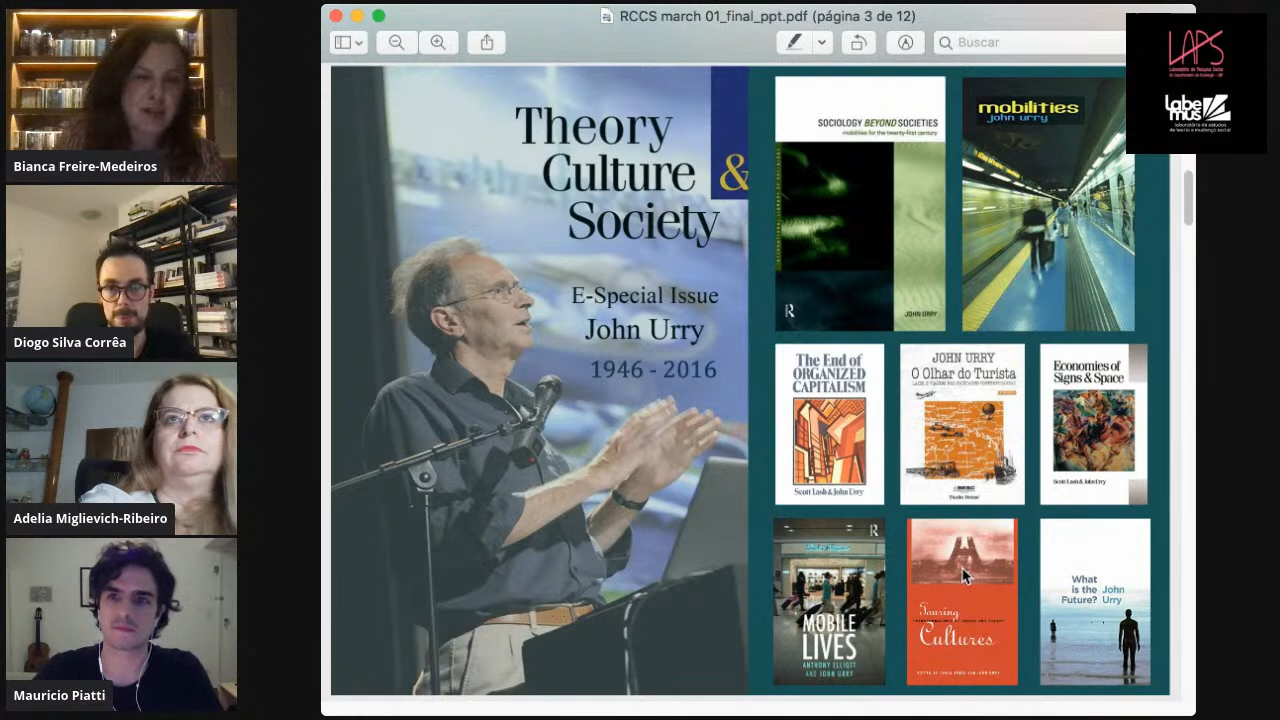 Bianca Freire-Medeiros
Diogo Silva Corrêa
Adelia Miglievich-Ribeiro
Mauricio Piatti
RCCS march 01_final_ppt.pdf (página 3 de 12)
Buscar
LAPS
labe
mus
Theory
Culture &
Society
E-Special Issue
John Urry
1946 - 2016
SOCIOLOGY BEYOND SOCIETIES
mobilities for the twenty-first century
R
JOHN URRY
mobilities
john urry
The End of
ORGANIZED
CAPITALISM
Scott Lash & John Urry
JOHN URRY
O Olhar do Turista
Economies of
Signs & Space
Scott Lash & John Urry
R
MOBILE
LIVES
ANTHONY ELLIOTT
AND JOHN URRY
Touring
Cultures
What
is the
Future?
John
Urry